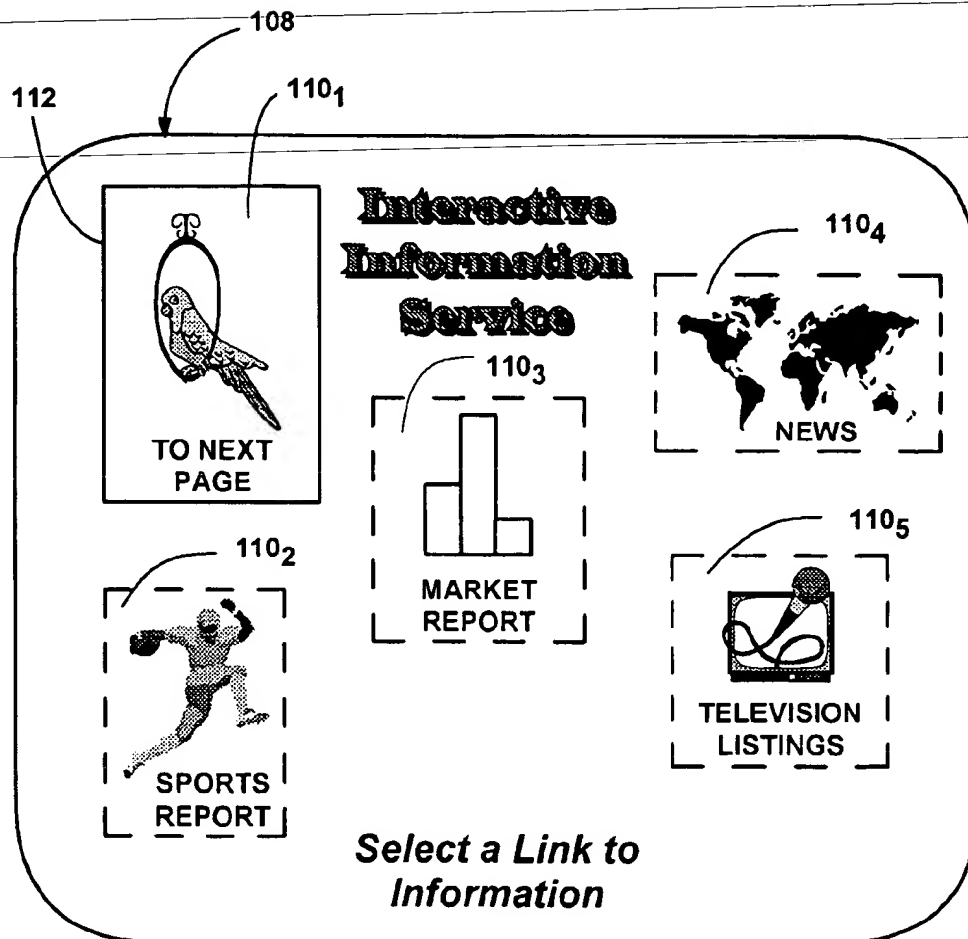 108
112
110₁
Interactive
Information
Service
110₄
110₃
TO NEXT
PAGE
NEWS
110₂
110₅
MARKET
REPORT
SPORTS
REPORT
TELEVISION
LISTINGS
Select a Link to
Information